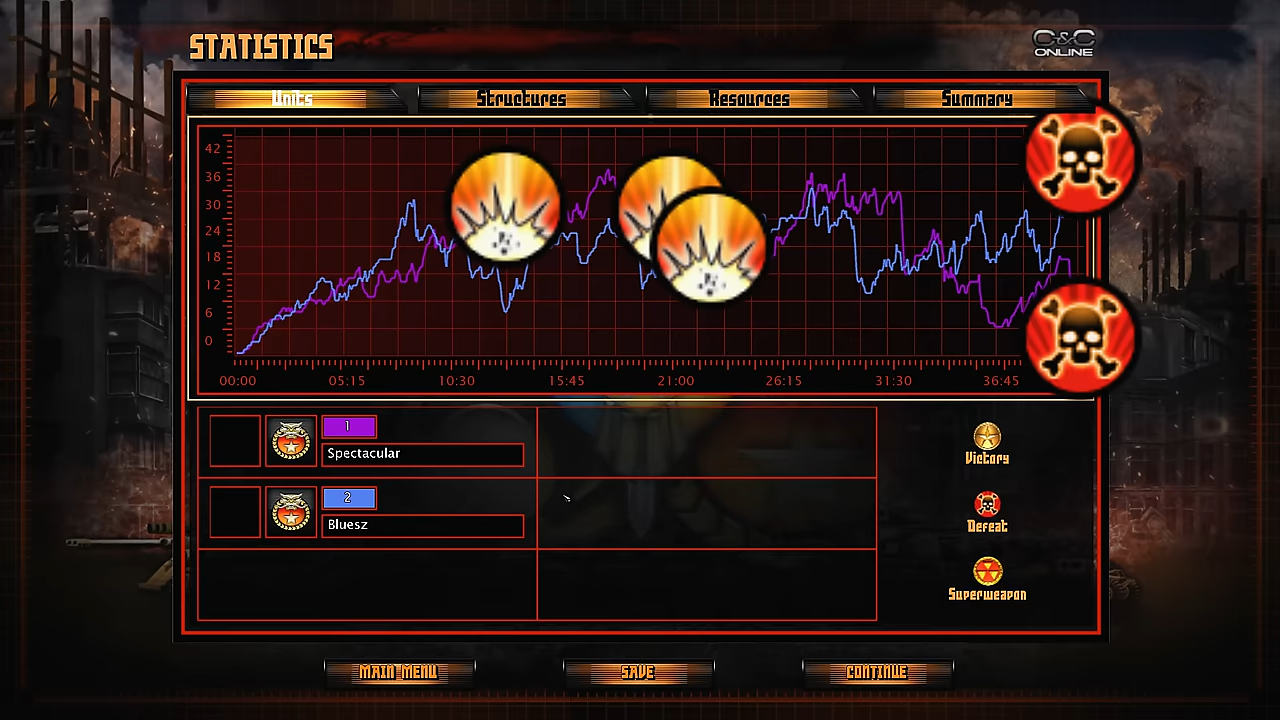 STATISTICS
C&C
ONLINE
Units Structures Resources Summary
42
36
30
24
18
12
6
0
00:00 05:15 10:30 15:45 21:00 26:15 31:30 36:45
1
Spectacular
2
Bluesz
Victory
Defeat
Superweapon
MAIN MENU SAVE CONTINUE